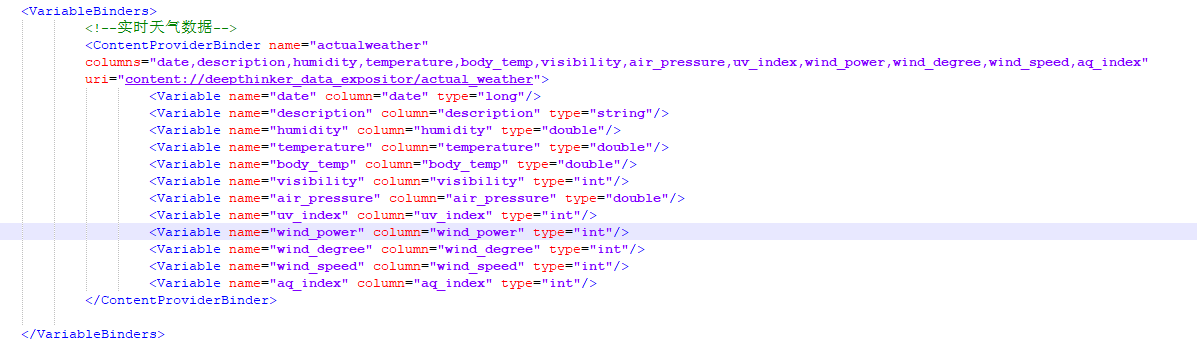 <VariableBinders>
<!--实时天气数据-->
<ContentProviderBinder name="actualweather"
columns="date,description,humidity,temperature,body_temp,visibility,air_pressure,uv_index,wind_power,wind_degree,wind_speed,aq_index"
uri="content://deepthinker_data_expositor/actual_weather">
<Variable name="date" column="date" type="long"/>
<Variable name="description" column="description" type="string"/>
<Variable name="humidity" column="humidity" type="double"/>
<Variable name="temperature" column="temperature" type="double"/>
<Variable name="body_temp" column="body_temp" type="double"/>
<Variable name="visibility" column="visibility" type="int"/>
<Variable name="air_pressure" column="air_pressure" type="double"/>
<Variable name="uv_index" column="uv_index" type="int"/>
<Variable name="wind_power" column="wind_power" type="int"/>
<Variable name="wind_degree" column="wind_degree" type="int"/>
<Variable name="wind_speed" column="wind_speed" type="int"/>
<Variable name="aq_index" column="aq_index" type="int"/>
</ContentProviderBinder>
</VariableBinders>